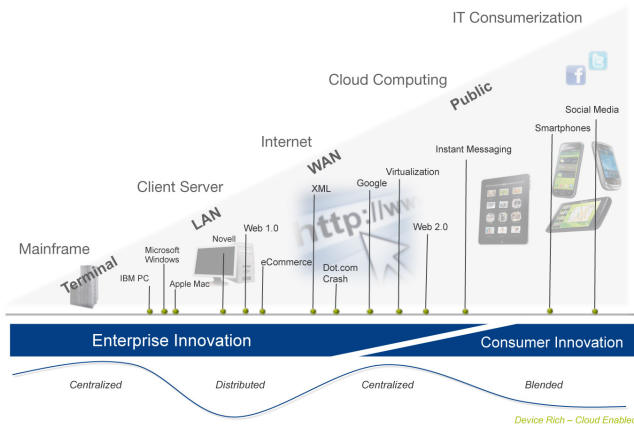 IT Consumerization
Cloud Computing
Public
Social Media
Smartphones
Internet
Instant Messaging
WAN
Virtualization
Google
XML
Client Server
http://ww
LAN
Web 1.0
Web 2.0
Mainframe
Microsoft
Windows
Novell
eCommerce
Dot.com
Crash
Terminal
IBM PC
Apple Mac
Enterprise Innovation
Consumer Innovation
Centralized
Distributed
Centralized
Blended
Device Rich – Cloud Enabled